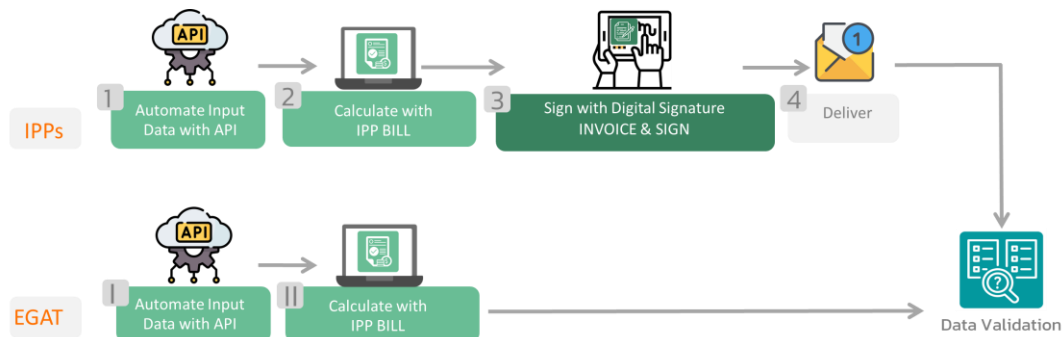 API
1
Automate Input
Data with API
2
Calculate with
IPP BILL
3
Sign with Digital Signature
INVOICE & SIGN
1
4
Deliver
IPPs
API
I
Automate Input
Data with API
II
Calculate with
IPP BILL
EGAT
?
Data Validation